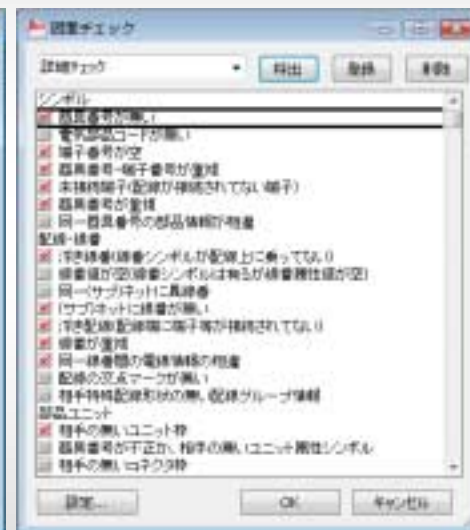 図面チェック
詳細チェック 呼出 登録 削除
シンボル
器具番号が無い
電気部品コードが無い
端子番号が空
器具番号-端子番号が重複
未接続端子(配線が接続されてない端子)
器具番号が重複
同一器具番号の部品情報が相違
配線・線番
浮き線番(線番シンボルが配線上に乗ってない)
線番値が空(線番シンボルは有るが線番属性値が空)
同一(サブ)ネットに異線番
(サブ)ネットに線番が無い
浮き配線(配線端に端子等が接続されてない)
線番が重複
同一線番間の電線情報の相違
配線の交点マークが無い
相手特殊配線形状の無い配線グループ情報
部品ユニット
相手の無いユニット枠
器具番号が不正か、相手の無いユニット属性シンボル
相手の無いコネクタ枠
設定... OK キャンセル